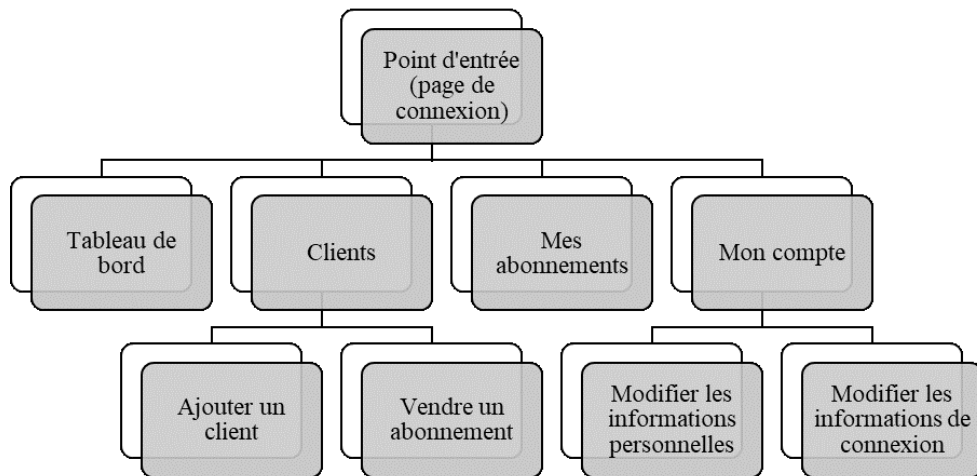 Point d'entrée
(page de
connexion)
Tableau de
bord
Clients
Mes
abonnements
Mon compte
Ajouter un
client
Vendre un
abonnement
Modifier les
informations
personnelles
Modifier les
informations de
connexion